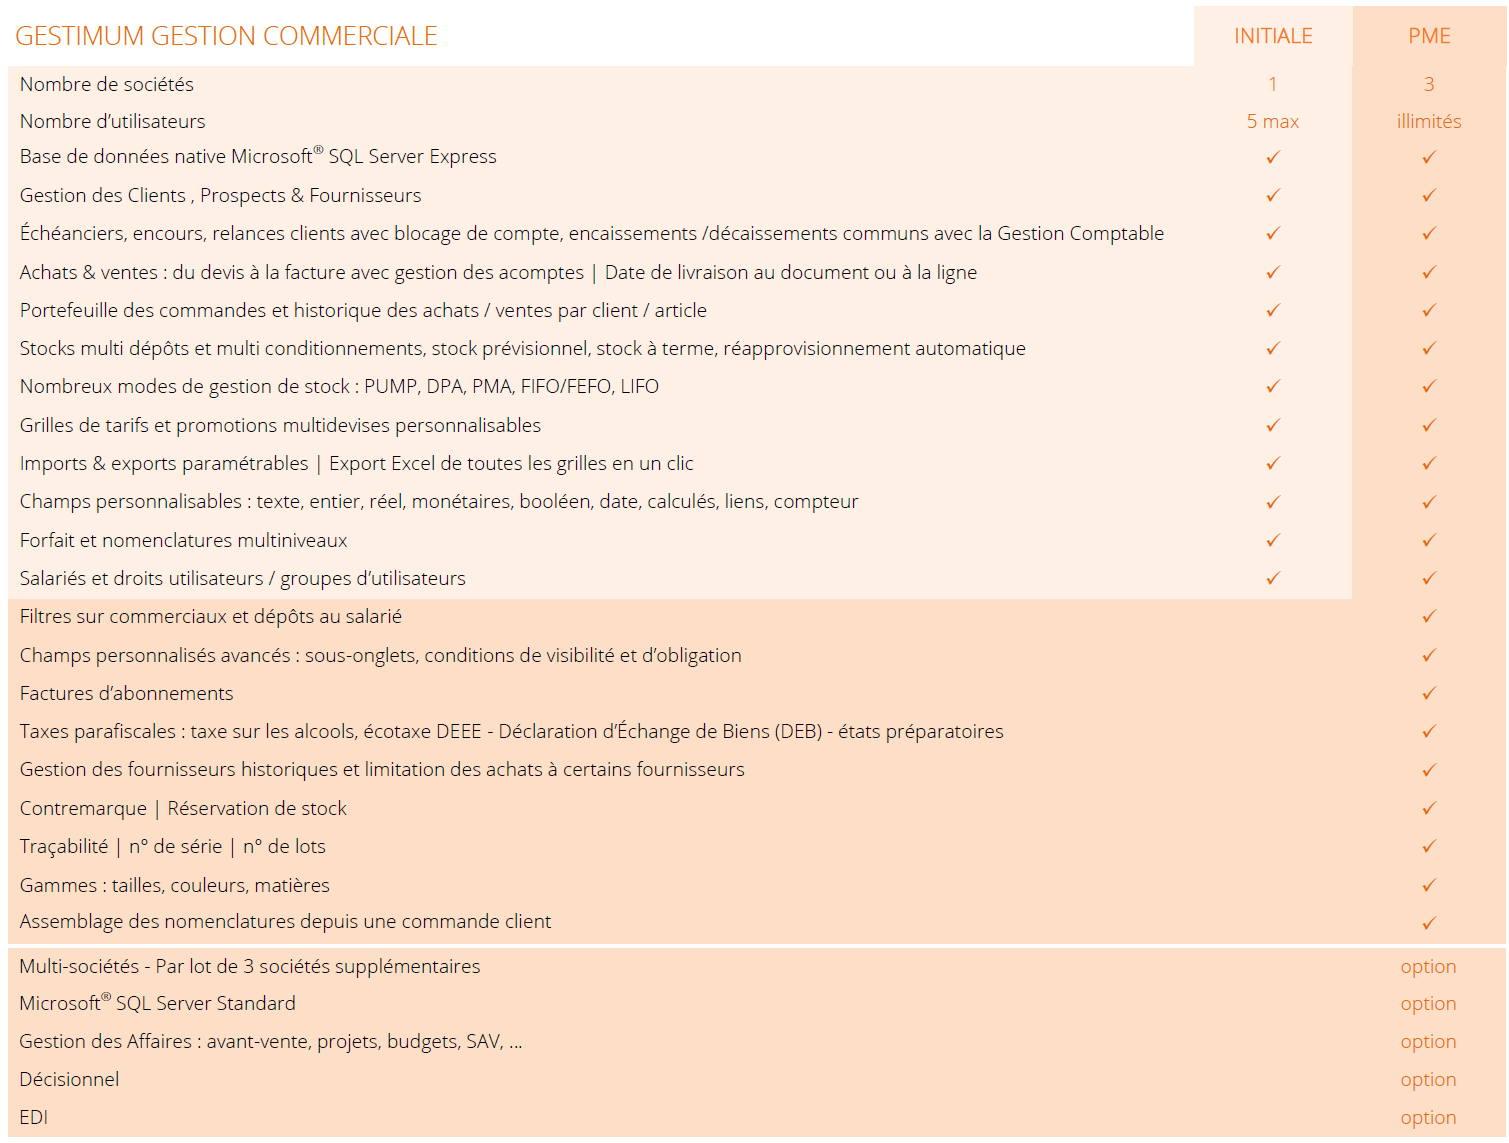 GESTIMUM GESTION COMMERCIALE INITIALE PME
Nombre de sociétés 1 3
Nombre d’utilisateurs 5 max illimités
Base de données native Microsoft® SQL Server Express ✓ ✓
Gestion des Clients , Prospects & Fournisseurs ✓ ✓
Échéanciers, encours, relances clients avec blocage de compte, encaissements /décaissements communs avec la Gestion Comptable ✓ ✓
Achats & ventes : du devis à la facture avec gestion des acomptes | Date de livraison au document ou à la ligne ✓ ✓
Portefeuille des commandes et historique des achats / ventes par client / article ✓ ✓
Stocks multi dépôts et multi conditionnements, stock prévisionnel, stock à terme, réapprovisionnement automatique ✓ ✓
Nombreux modes de gestion de stock : PUMP, DPA, PMA, FIFO/FEFO, LIFO ✓ ✓
Grilles de tarifs et promotions multidevises personnalisables ✓ ✓
Imports & exports paramétrables | Export Excel de toutes les grilles en un clic ✓ ✓
Champs personnalisables : texte, entier, réel, monétaires, booléen, date, calculés, liens, compteur ✓ ✓
Forfait et nomenclatures multiniveaux ✓ ✓
Salariés et droits utilisateurs / groupes d’utilisateurs ✓ ✓
Filtres sur commerciaux et dépôts au salarié ✓
Champs personnalisés avancés : sous-onglets, conditions de visibilité et d’obligation ✓
Factures d’abonnements ✓
Taxes parafiscales : taxe sur les alcools, écotaxe DEEE - Déclaration d’Échange de Biens (DEB) - états préparatoires ✓
Gestion des fournisseurs historiques et limitation des achats à certains fournisseurs ✓
Contremarque | Réservation de stock ✓
Traçabilité | n° de série | n° de lots ✓
Gammes : tailles, couleurs, matières ✓
Assemblage des nomenclatures depuis une commande client ✓
Multi-sociétés - Par lot de 3 sociétés supplémentaires option
Microsoft® SQL Server Standard option
Gestion des Affaires : avant-vente, projets, budgets, SAV, ... option
Décisionnel option
EDI option